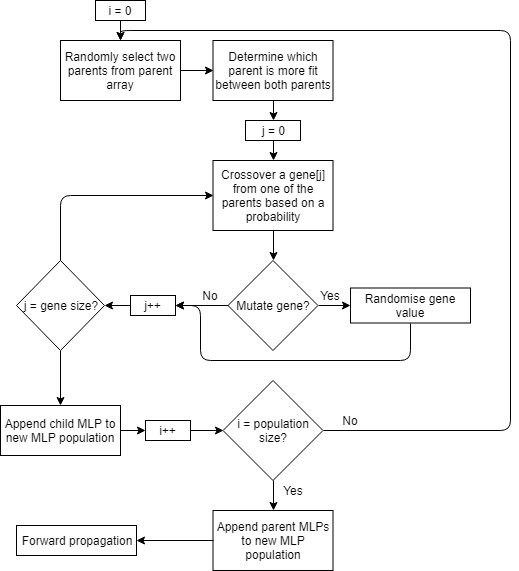 i = 0
Randomly select two
parents from parent
array
Determine which
parent is more fit
between both parents
j = 0
Crossover a gene[j]
from one of the
parents based on a
probability
j = gene size?
j++
No
Mutate gene?
Yes
Randomise gene
value
Append child MLP to
new MLP population
i++
i = population
size?
No
Yes
Append parent MLPs
to new MLP
population
Forward propagation